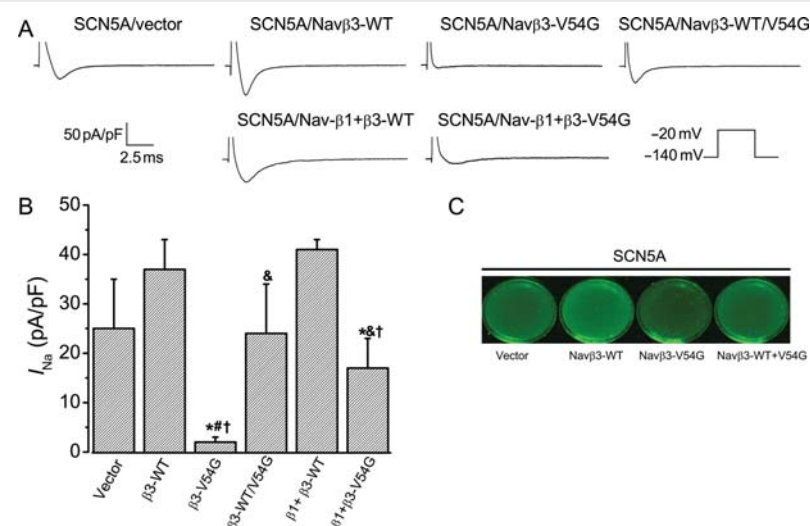 A
SCN5A/vector
SCN5A/Navβ3-WT
SCN5A/Navβ3-V54G
SCN5A/Navβ3-WT/V54G
50 pA/pF
2.5 ms
SCN5A/Nav-β1+β3-WT
SCN5A/Nav-β1+β3-V54G
−20 mV
−140 mV
B
50
40
30
20
10
0
INa (pA/pF)
*#†
&
*&†
Vector
β3-WT
β3-V54G
β3-WT/V54G
β1+ β3-WT
β1+β3-V54G
C
SCN5A
Vector
Navβ3-WT
Navβ3-V54G
Navβ3-WT+V54G